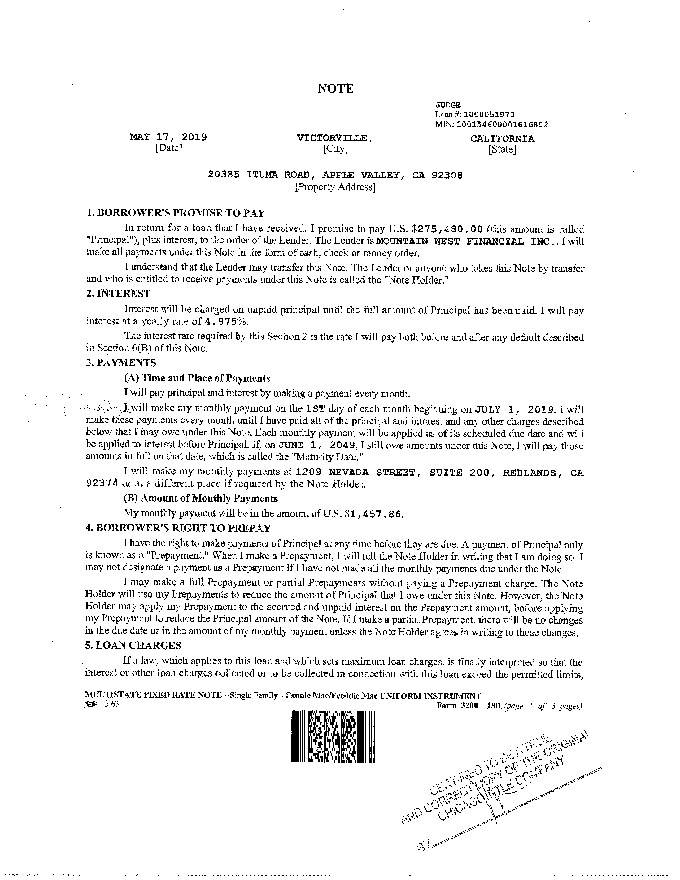 NOTE
JUDGE
Loan #:
MIN:
MAY 17, 2019 VICTORVILLE, CALIFORNIA
[Date] [City] [State]
20385 ITUMA ROAD, APPLE VALLEY, CA 92308
[Property Address]
1. BORROWER'S PROMISE TO PAY
In return for a loan that I have received, I promise to pay U.S. (this amount is called
"Principal"), plus interest, to the order of the Lender. The Lender is MOUNTAIN WEST FINANCIAL INC.. I will
make all payments under this Note in the form of cash, check or money order.
I understand that the Lender may transfer this Note. The Lender or anyone who takes this Note by transfer
and who is entitled to receive payments under this Note is called the "Note Holder."
2. INTEREST
Interest will be charged on unpaid principal until the full amount of Principal has been paid. I will pay
interest at a yearly rate of 4.975%.
The interest rate required by this Section 2 is the rate I will pay both before and after any default described
in Section 6(B) of this Note.
3. PAYMENTS
(A) Time and Place of Payments
I will pay principal and interest by making a payment every month.
I will make my monthly payment on the 1ST day of each month beginning on JULY 1, 2019. I will
make these payments every month until I have paid all of the principal and interest and any other charges described
below that I may owe under this Note. Each monthly payment will be applied as of its scheduled due date and will
be applied to interest before Principal. If, on JUNE 1, 2049, I still owe amounts under this Note, I will pay those
amounts in full on that date, which is called the "Maturity Date."
I will make my monthly payments at 1209 NEVADA STREET, SUITE 200, REDLANDS, CA
92374 or at a different place if required by the Note Holder.
(B) Amount of Monthly Payments
My monthly payment will be in the amount of U.S.
4. BORROWER'S RIGHT TO PREPAY
I have the right to make payments of Principal at any time before they are due. A payment of Principal only
is known as a "Prepayment." When I make a Prepayment, I will tell the Note Holder in writing that I am doing so. I
may not designate a payment as a Prepayment if I have not made all the monthly payments due under the Note.
I may make a full Prepayment or partial Prepayments without paying a Prepayment charge. The Note
Holder will use my Prepayments to reduce the amount of Principal that I owe under this Note. However, the Note
Holder may apply my Prepayment to the accrued and unpaid interest on the Prepayment amount, before applying
my Prepayment to reduce the Principal amount of the Note. If I make a partial Prepayment, there will be no changes
in the due date or in the amount of my monthly payment unless the Note Holder agrees in writing to those changes.
5. LOAN CHARGES
If a law, which applies to this loan and which sets maximum loan charges, is finally interpreted so that the
interest or other loan charges collected or to be collected in connection with this loan exceed the permitted limits,
MULTISTATE FIXED RATE NOTE--Single Family--Fannie Mae/Freddie Mac UNIFORM INSTRUMENT
Form 3200 1/01 (page 1 of 3 pages)
CERTIFIED TO BE A TRUE
AND CORRECT COPY OF THE ORIGINAL
CHICAGO TITLE COMPANY
BY